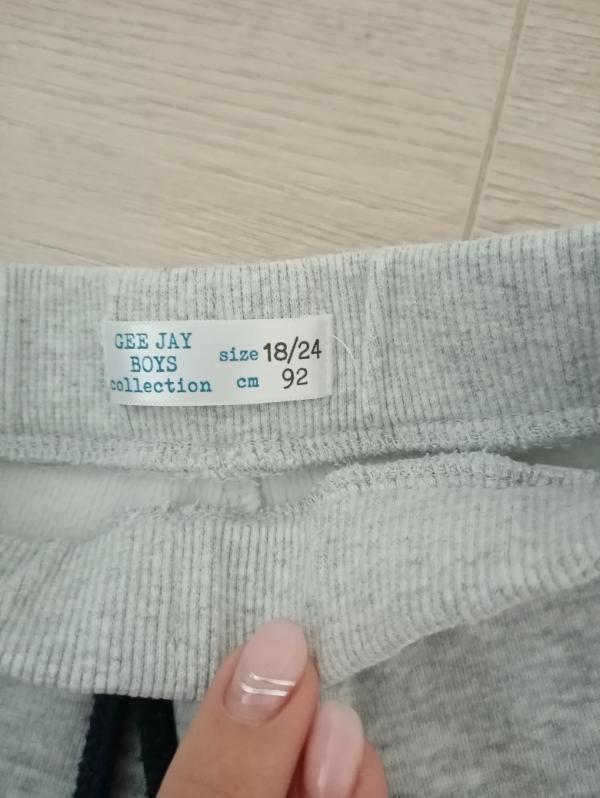 GEE JAY
BOYS
collection
size 18/24
cm 92